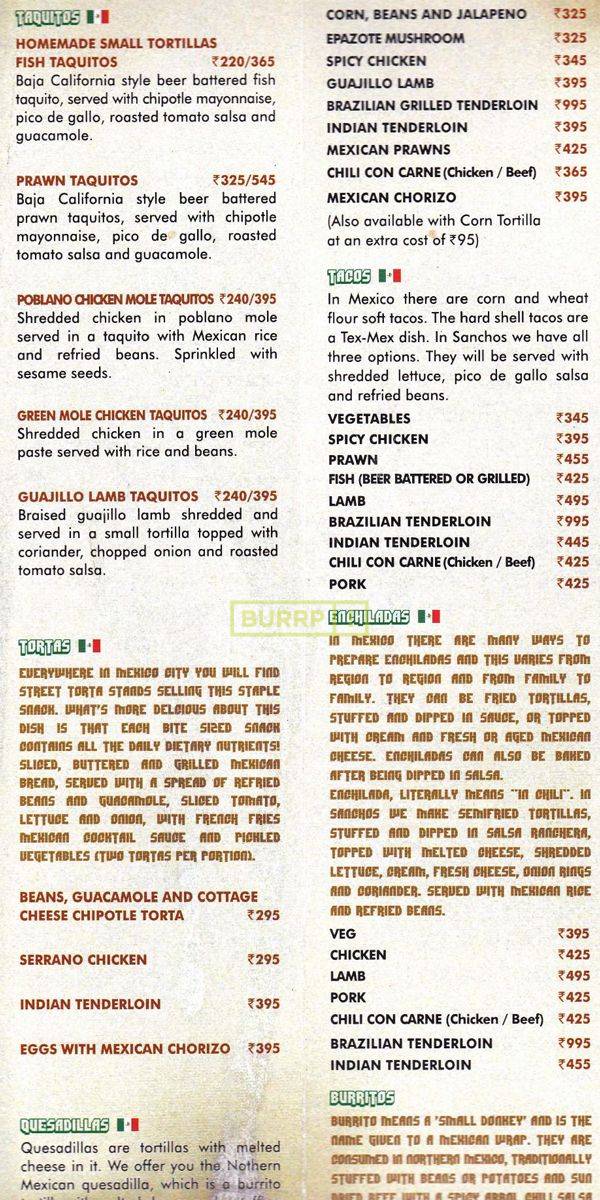 TAQUITOS
HOMEMADE SMALL TORTILLAS
FISH TAQUITOS ₹220/365
Baja California style beer battered fish
taquito, served with chipotle mayonnaise,
pico de gallo, roasted tomato salsa and
guacamole.
PRAWN TAQUITOS ₹325/545
Baja California style beer battered
prawn taquitos, served with chipotle
mayonnaise, pico de gallo, roasted
tomato salsa and guacamole.
POBLANO CHICKEN MOLE TAQUITOS ₹240/395
Shredded chicken in poblano mole
served in a taquito with Mexican rice
and refried beans. Sprinkled with
sesame seeds.
GREEN MOLE CHICKEN TAQUITOS ₹240/395
Shredded chicken in a green mole
paste served with rice and beans.
GUAJILLO LAMB TAQUITOS ₹240/395
Braised guajillo lamb shredded and
served in a small tortilla topped with
coriander, chopped onion and roasted
tomato salsa.
TORTAS
EVERYWHERE IN MEXICO CITY YOU WILL FIND
STREET TORTA STANDS SELLING THIS STAPLE
SNACK. WHAT'S MORE DELCIOUS ABOUT THIS
DISH IS THAT EACH BITE SIZED SNACK
CONTAINS ALL THE DAILY DIETARY NUTRIENTS!
SLICED, BUTTERED AND GRILLED MEXICAN
BREAD, SERVED WITH A SPREAD OF REFRIED
BEANS AND GUACAMOLE, SLICED TOMATO,
LETTUCE AND ONION, WITH FRENCH FRIES
MEXICAN COCKTAIL SAUCE AND PICKLED
VEGETABLES (TWO TORTAS PER PORTION).
BEANS, GUACAMOLE AND COTTAGE
CHEESE CHIPOTLE TORTA ₹295
SERRANO CHICKEN ₹295
INDIAN TENDERLOIN ₹395
EGGS WITH MEXICAN CHORIZO ₹395
QUESADILLAS
Quesadillas are tortillas with melted
cheese in it. We offer you the Nothern
Mexican quesadilla, which is a burrito
CORN, BEANS AND JALAPENO ₹325
EPAZOTE MUSHROOM ₹325
SPICY CHICKEN ₹345
GUAJILLO LAMB ₹395
BRAZILIAN GRILLED TENDERLOIN ₹995
INDIAN TENDERLOIN ₹395
MEXICAN PRAWNS ₹425
CHILI CON CARNE (Chicken / Beef) ₹365
MEXICAN CHORIZO ₹395
(Also available with Corn Tortilla
at an extra cost of ₹95)
TACOS
In Mexico there are corn and wheat
flour soft tacos. The hard shell tacos are
a Tex-Mex dish. In Sanchos we have all
three options. They will be served with
shredded lettuce, pico de gallo salsa
and refried beans.
VEGETABLES ₹345
SPICY CHICKEN ₹395
PRAWN ₹455
FISH (BEER BATTERED OR GRILLED) ₹425
LAMB ₹495
BRAZILIAN TENDERLOIN ₹995
INDIAN TENDERLOIN ₹445
CHILI CON CARNE (Chicken / Beef) ₹425
PORK ₹425
BURRP
ENCHILADAS
IN MEXICO THERE ARE MANY WAYS TO
PREPARE ENCHILADAS AND THIS VARIES FROM
REGION TO REGION AND FROM FAMILY TO
FAMILY. THEY CAN BE FRIED TORTILLAS,
STUFFED AND DIPPED IN SAUCE, OR TOPPED
WITH CREAM AND FRESH OR AGED MEXICAN
CHEESE. ENCHILADAS CAN ALSO BE BAKED
AFTER BEING DIPPED IN SALSA.
ENCHILADA, LITERALLY MEANS "IN CHILI". IN
SANCHOS WE MAKE SEMIFRIED TORTILLAS,
STUFFED AND DIPPED IN SALSA RANCHERA,
TOPPED WITH MELTED CHEESE, SHREDDED
LETTUCE, CREAM, FRESH CHEESE, ONION RINGS
AND CORIANDER. SERVED WITH MEXICAN RICE
AND REFRIED BEANS.
VEG ₹395
CHICKEN ₹425
LAMB ₹495
PORK ₹425
CHILI CON CARNE (Chicken / Beef) ₹425
BRAZILIAN TENDERLOIN ₹995
INDIAN TENDERLOIN ₹455
BURRITOS
BURRITO MEANS A 'SMALL DONKEY' AND IS THE
NAME GIVEN TO A MEXICAN WRAP. THEY ARE
CONSUMED IN NORTHERN MEXICO, TRADITIONALLY
STUFFED WITH BEANS OR POTATOES AND SUN
DRIED BEEF WITH A SPICY ARBOL CHILI SALSA